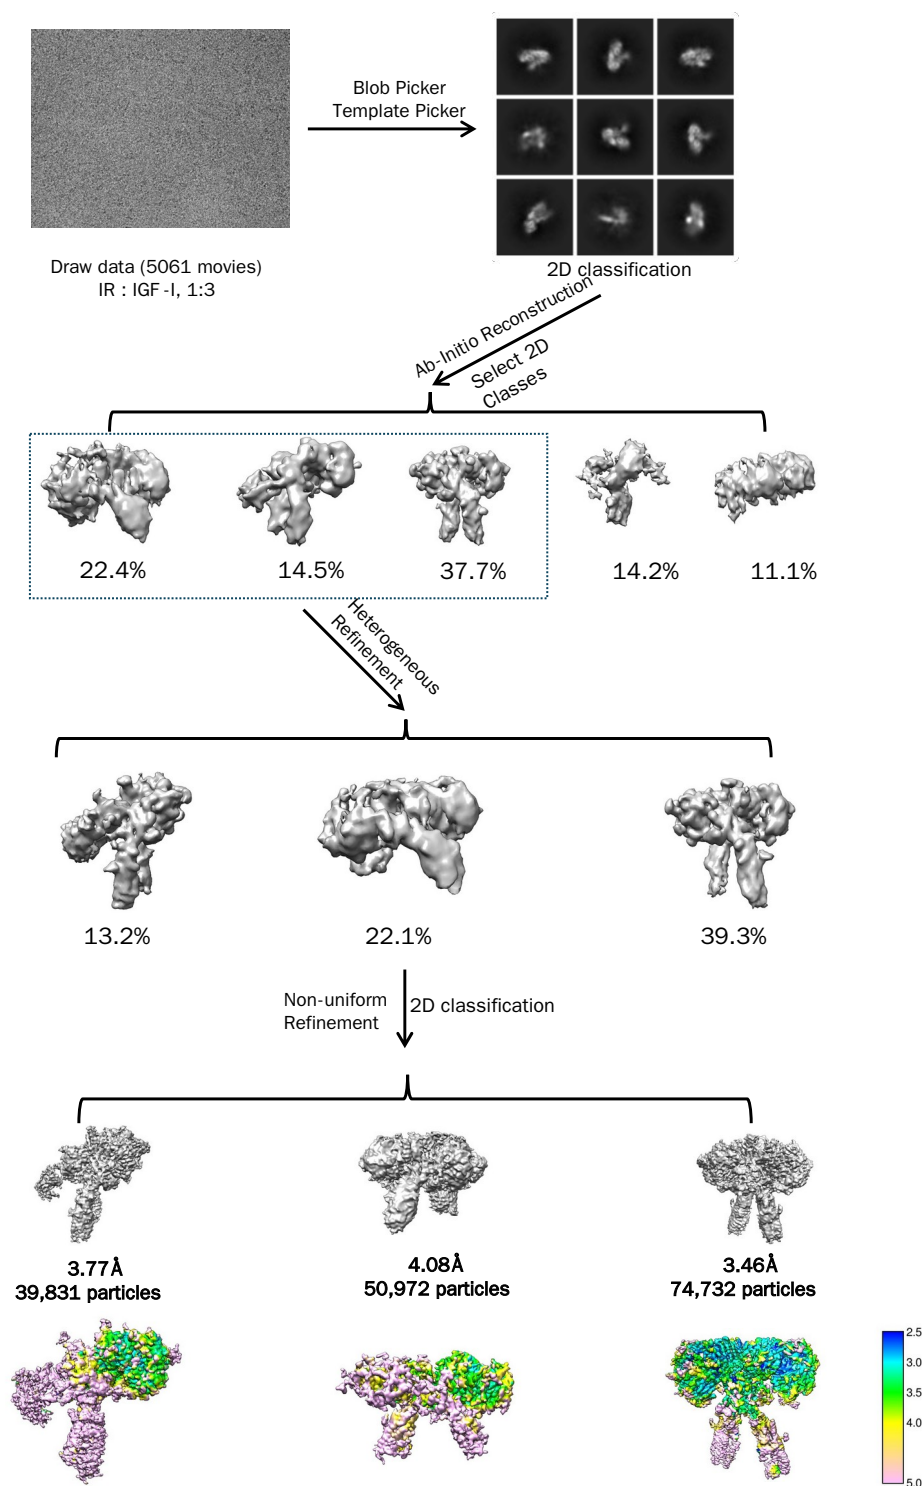 Blob Picker
Template Picker
Draw data (5061 movies)
IR : IGF-I, 1:3
2D classification
Ab-Initio Reconstruction
Select 2D
Classes
22.4%
14.5%
37.7%
14.2%
11.1%
Heterogeneous
Refinement
13.2%
22.1%
39.3%
Non-uniform
Refinement
2D classification
3.77Å
39,831 particles
4.08Å
50,972 particles
3.46Å
74,732 particles
2.5
3.0
3.5
4.0
5.0